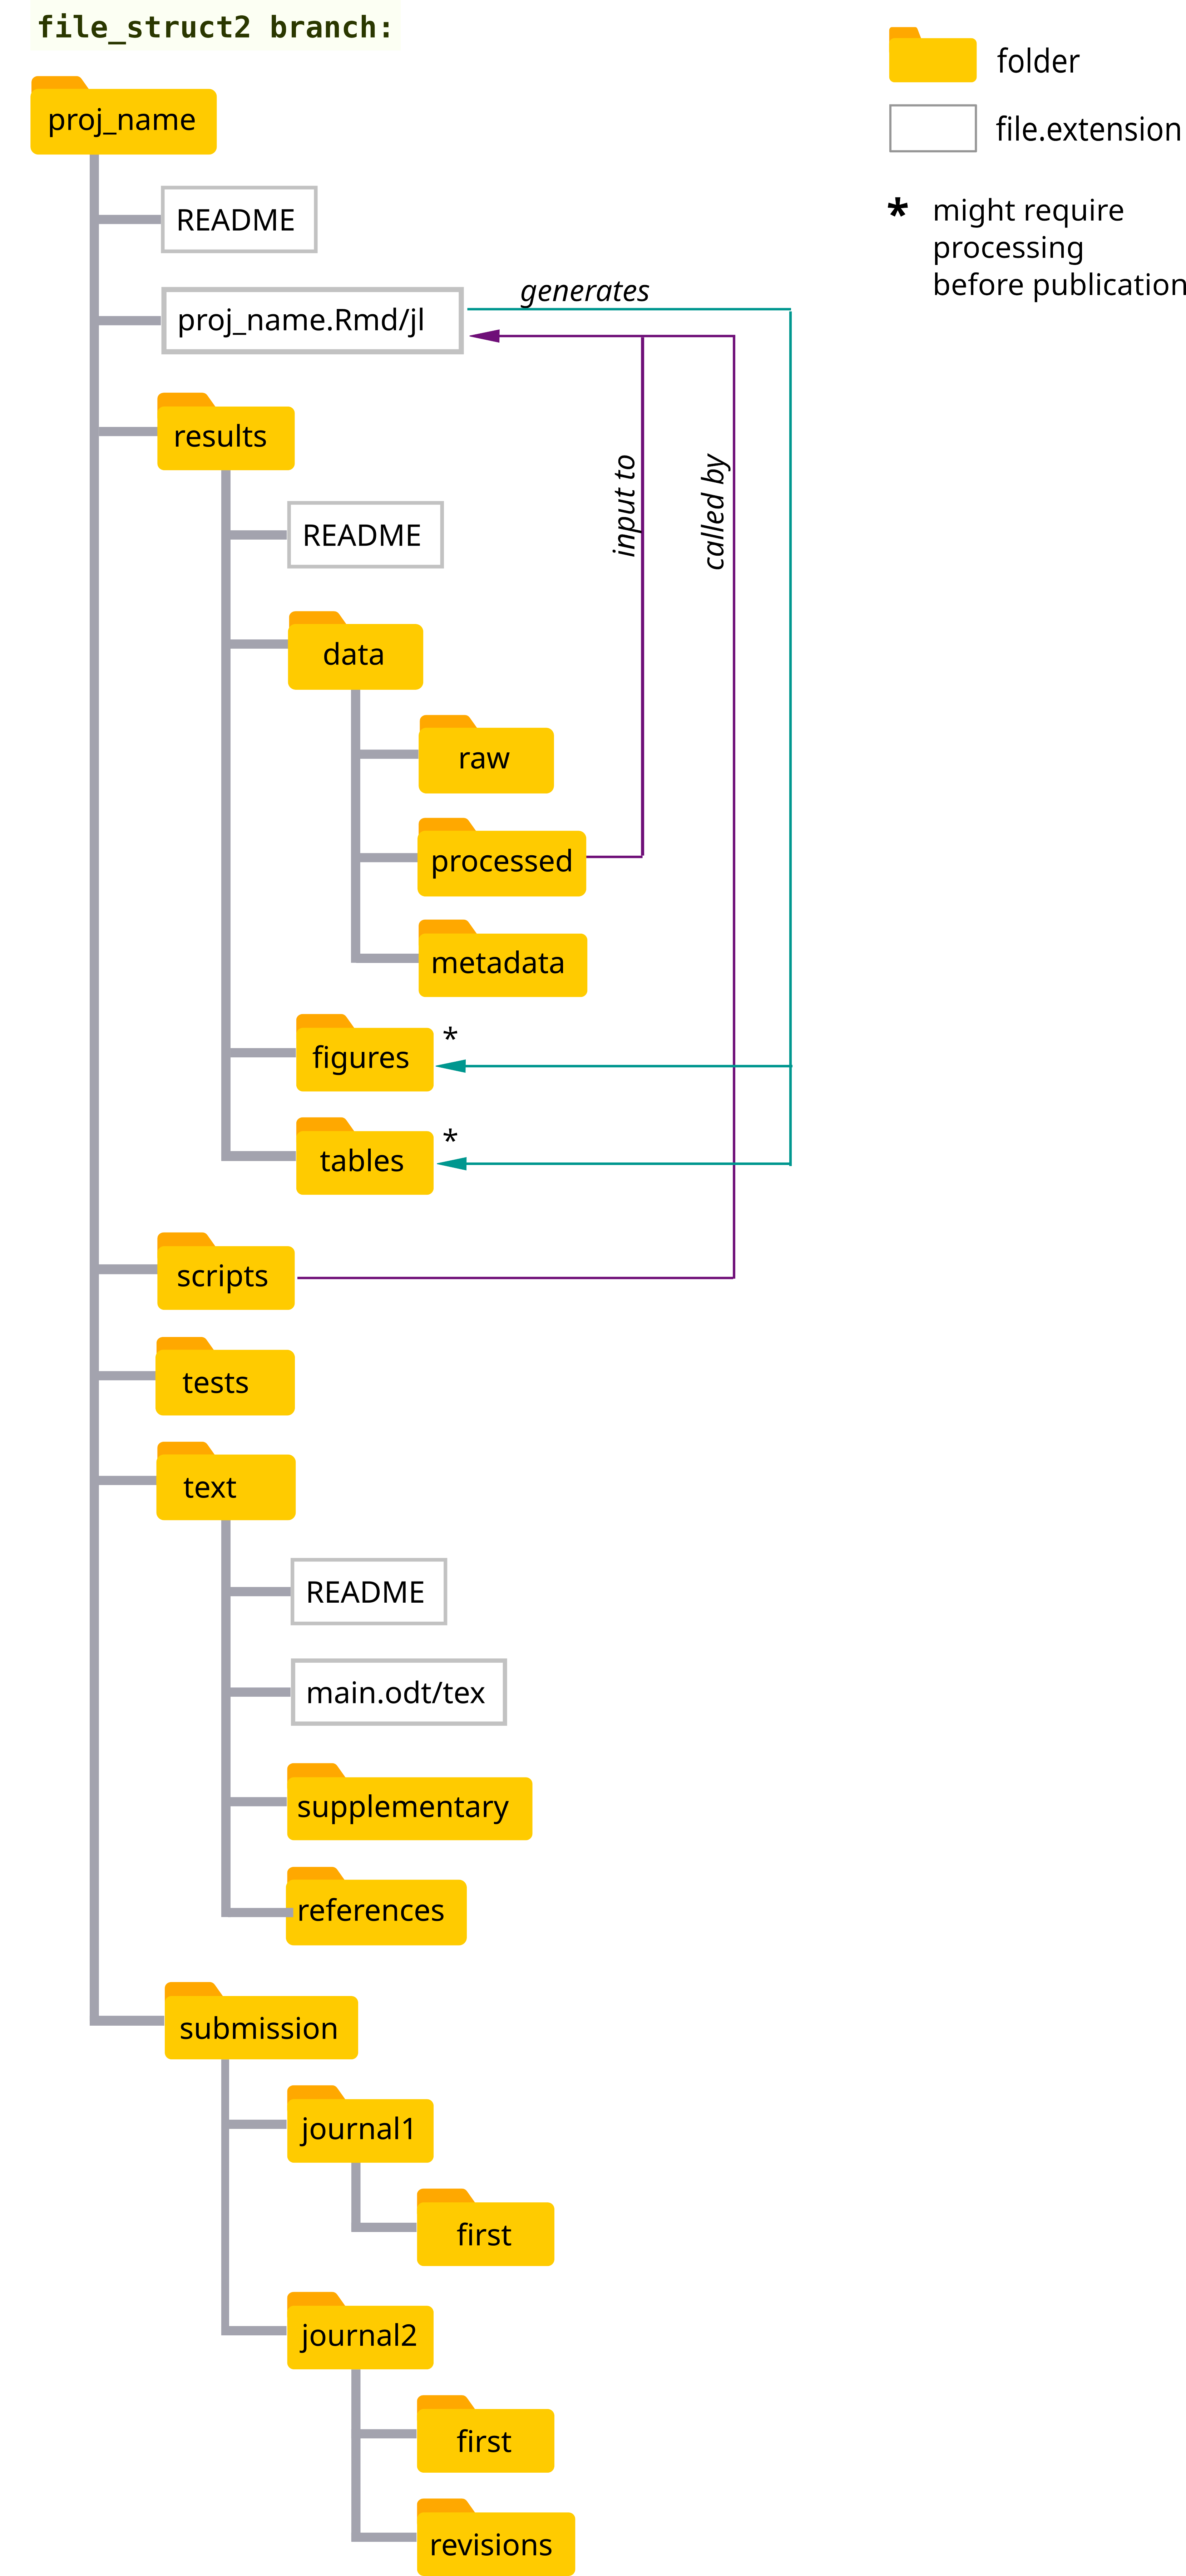 file_struct2 branch:
folder
proj_name
file.extension
* might require
processing
before publication
README
generates
proj_name.Rmd/jl
results
input to
called by
README
data
raw
processed
metadata
*
figures
*
tables
scripts
tests
text
README
main.odt/tex
supplementary
references
submission
journal1
first
journal2
first
revisions